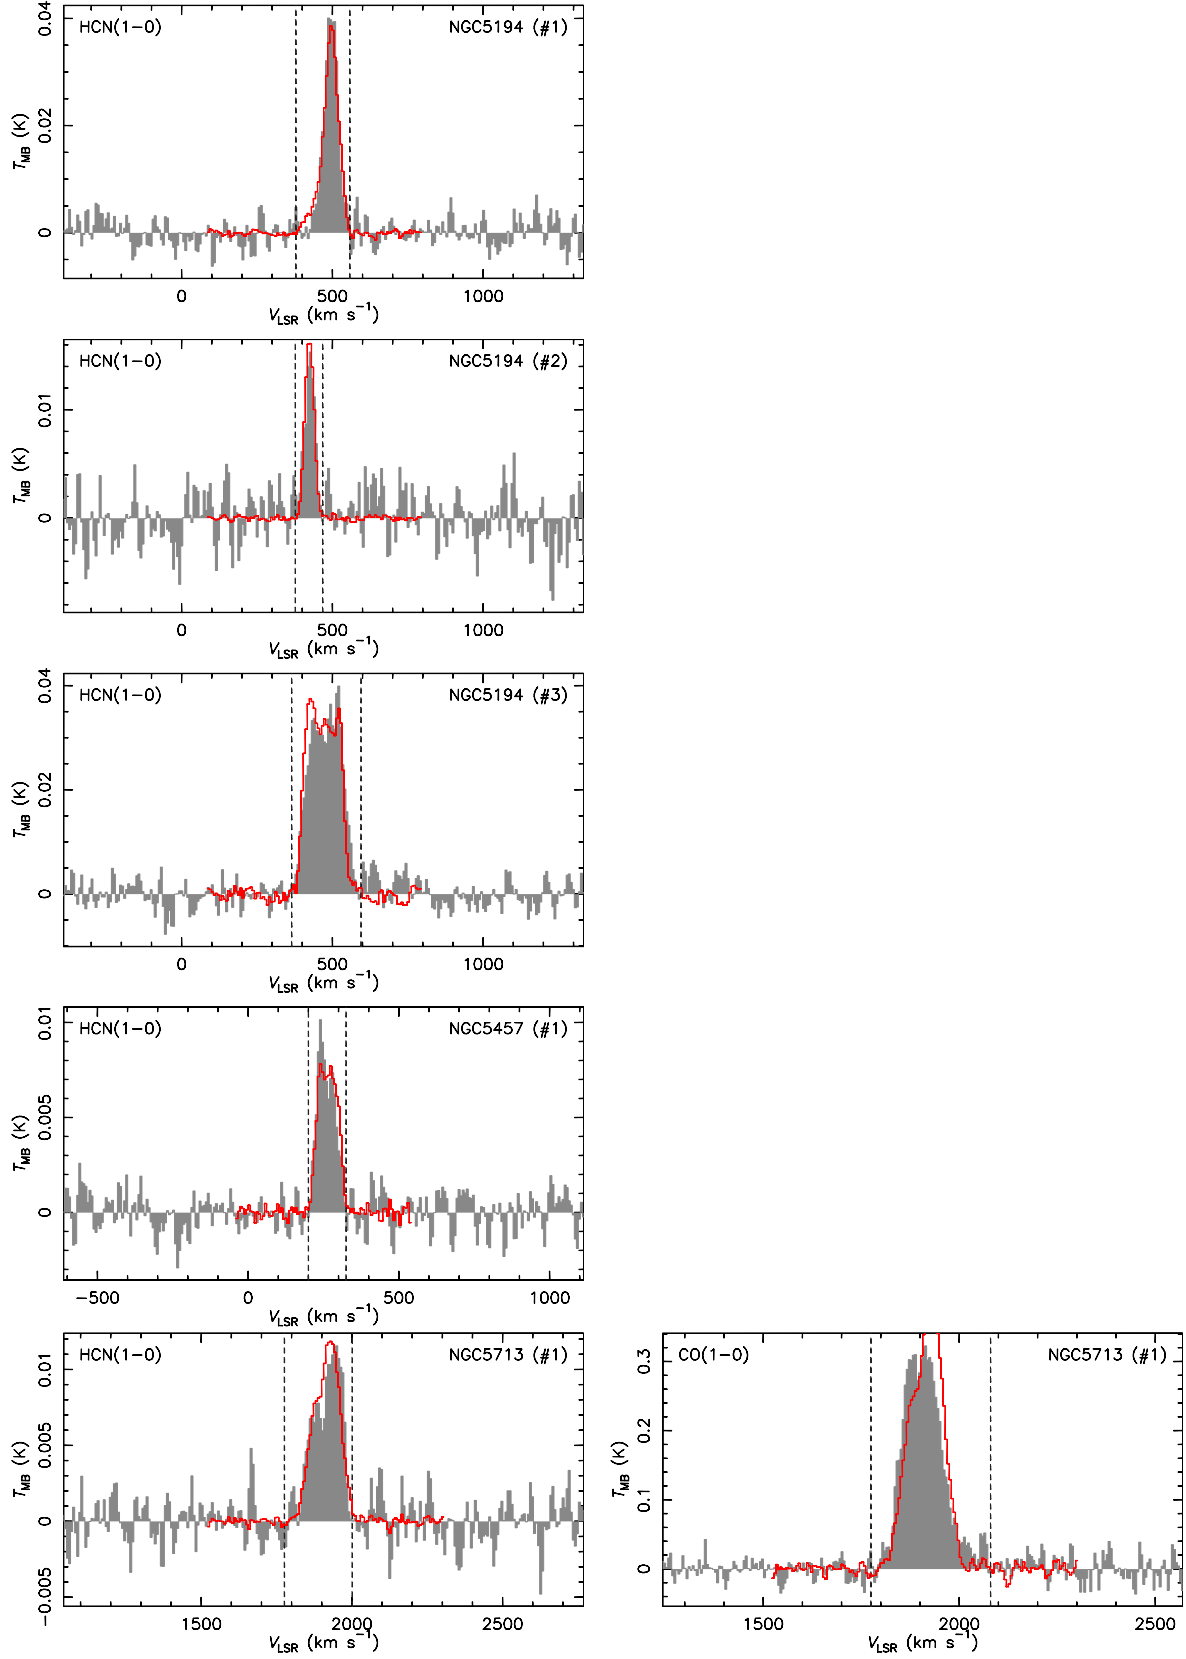 HCN(1−0) NGC5194 (#1)
0.04
0.02
0
T_MB (K)
0 500 1000
V_LSR (km s⁻¹)
HCN(1−0) NGC5194 (#2)
0.01
0
T_MB (K)
0 500 1000
V_LSR (km s⁻¹)
HCN(1−0) NGC5194 (#3)
0.04
0.02
0
T_MB (K)
0 500 1000
V_LSR (km s⁻¹)
HCN(1−0) NGC5457 (#1)
0.01
0.005
0
T_MB (K)
−500 0 500 1000
V_LSR (km s⁻¹)
HCN(1−0) NGC5713 (#1)
0.01
0.005
0
−0.005
T_MB (K)
1500 2000 2500
V_LSR (km s⁻¹)
CO(1−0) NGC5713 (#1)
0.3
0.2
0.1
0
T_MB (K)
1500 2000 2500
V_LSR (km s⁻¹)